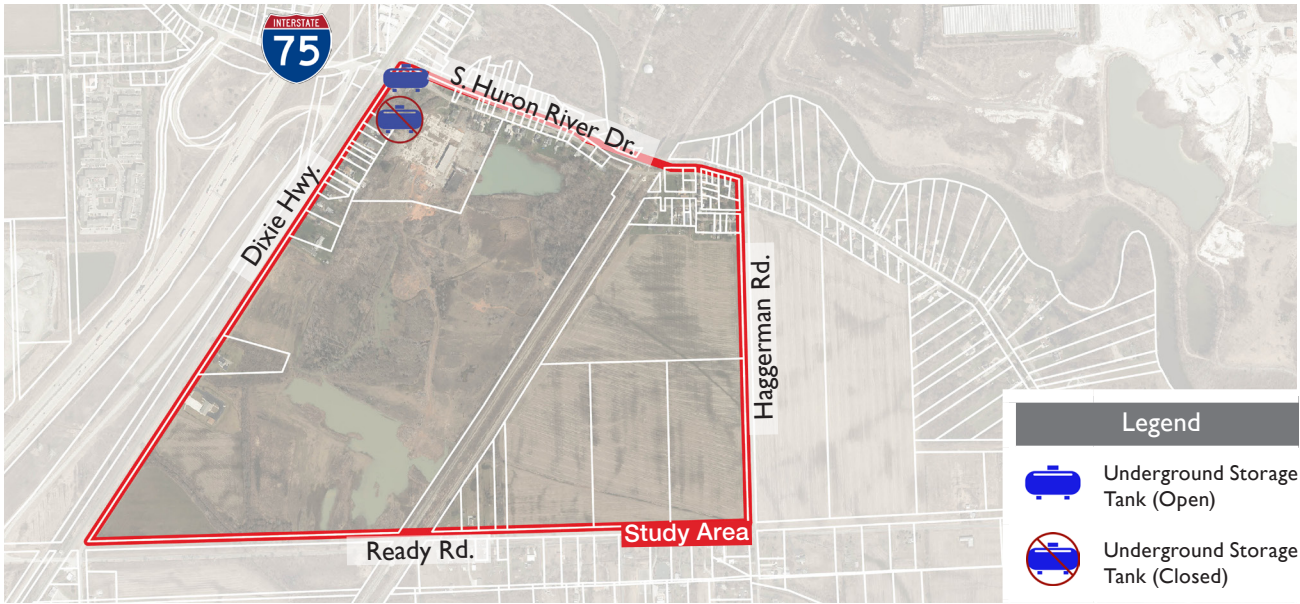 INTERSTATE
75
S. Huron River Dr.
Dixie Hwy.
Haggerman Rd.
Study Area
Ready Rd.
Legend
Underground Storage
Tank (Open)
Underground Storage
Tank (Closed)